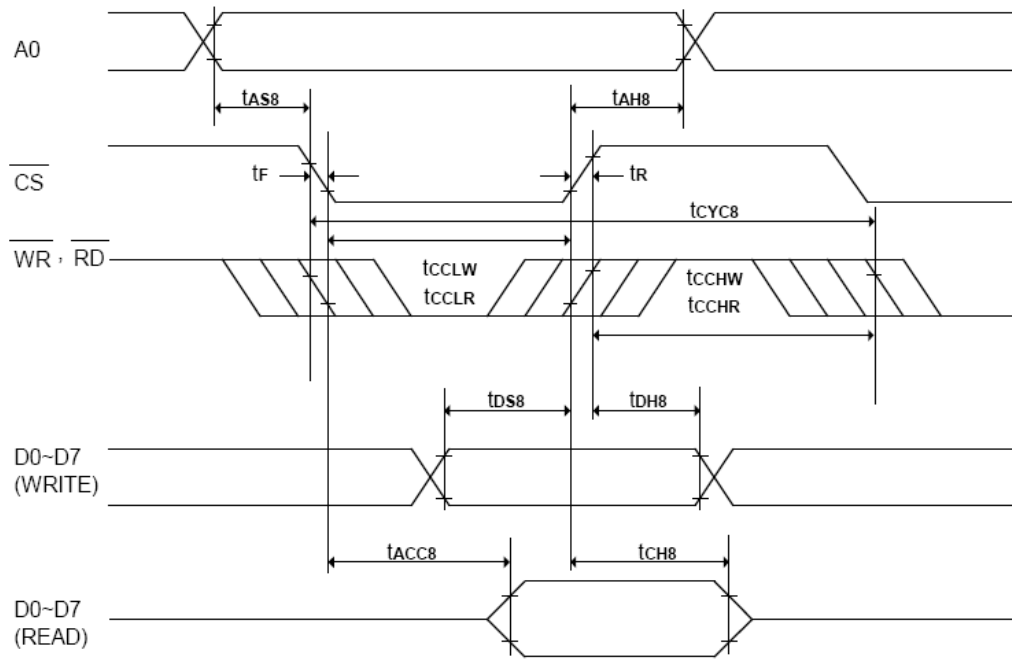 A0
tAS8
tAH8
CS
tF
tR
tCYC8
WR , RD
tCCLW
tCCLR
tCCHW
tCCHR
tDS8
tDH8
D0~D7
(WRITE)
tACC8
tCH8
D0~D7
(READ)